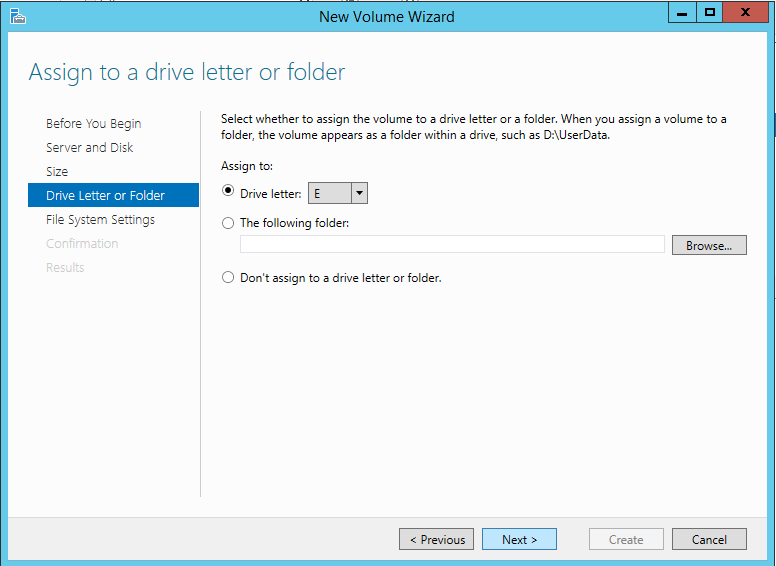 New Volume Wizard
Assign to a drive letter or folder
Before You Begin
Server and Disk
Size
Drive Letter or Folder
File System Settings
Confirmation
Results
Select whether to assign the volume to a drive letter or a folder. When you assign a volume to a
folder, the volume appears as a folder within a drive, such as D:\UserData.
Assign to:
Drive letter: E
The following folder:
Browse...
Don't assign to a drive letter or folder.
< Previous Next > Create Cancel